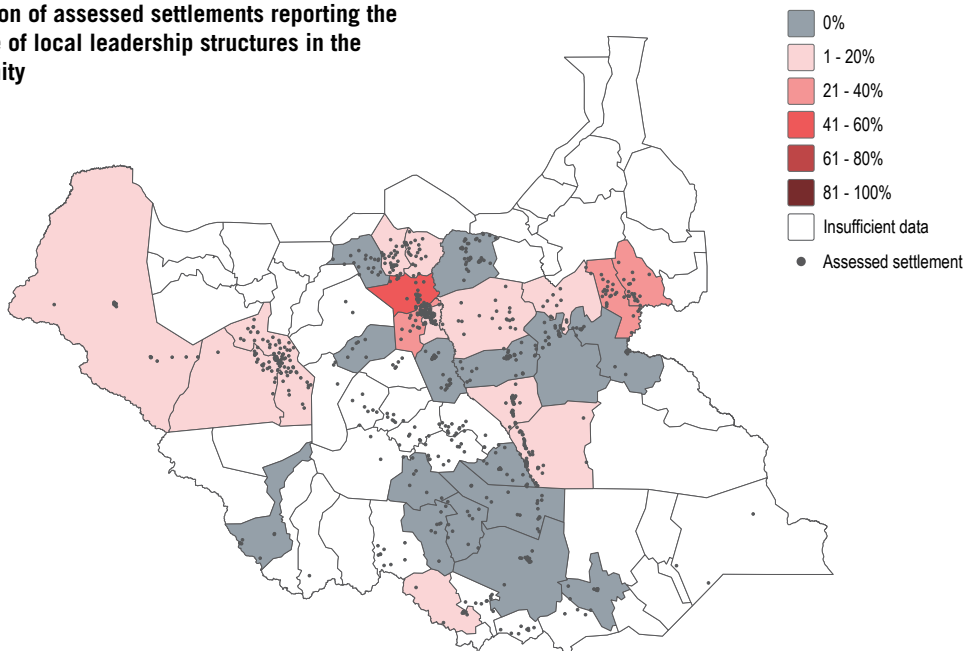 on of assessed settlements reporting the
of local leadership structures in the
ity
0%
1 - 20%
21 - 40%
41 - 60%
61 - 80%
81 - 100%
Insufficient data
Assessed settlement